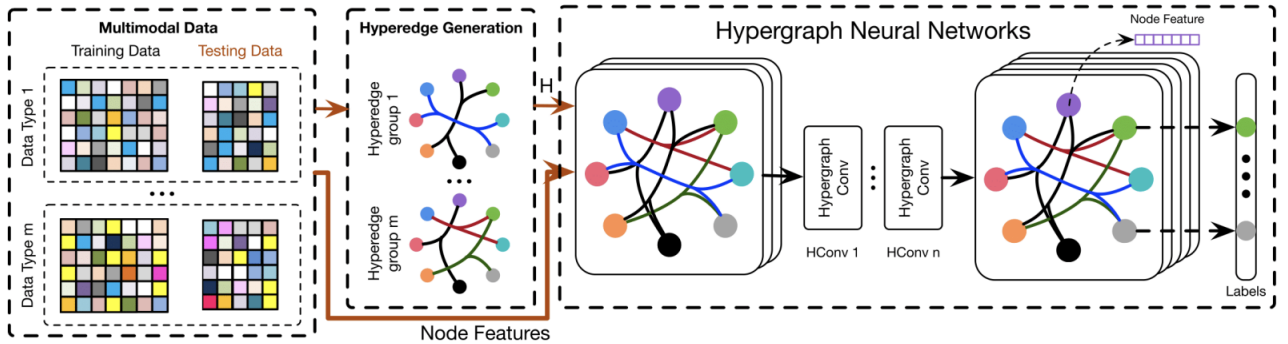 Multimodal Data
Training Data
Testing Data
Data Type 1
...
Data Type m
Hyperedge Generation
Hyperedge
group 1
...
Hyperedge
group m
H
Node Features
Hypergraph Neural Networks
Hypergraph
Conv
HConv 1
Hypergraph
Conv
HConv n
Node Feature
Labels